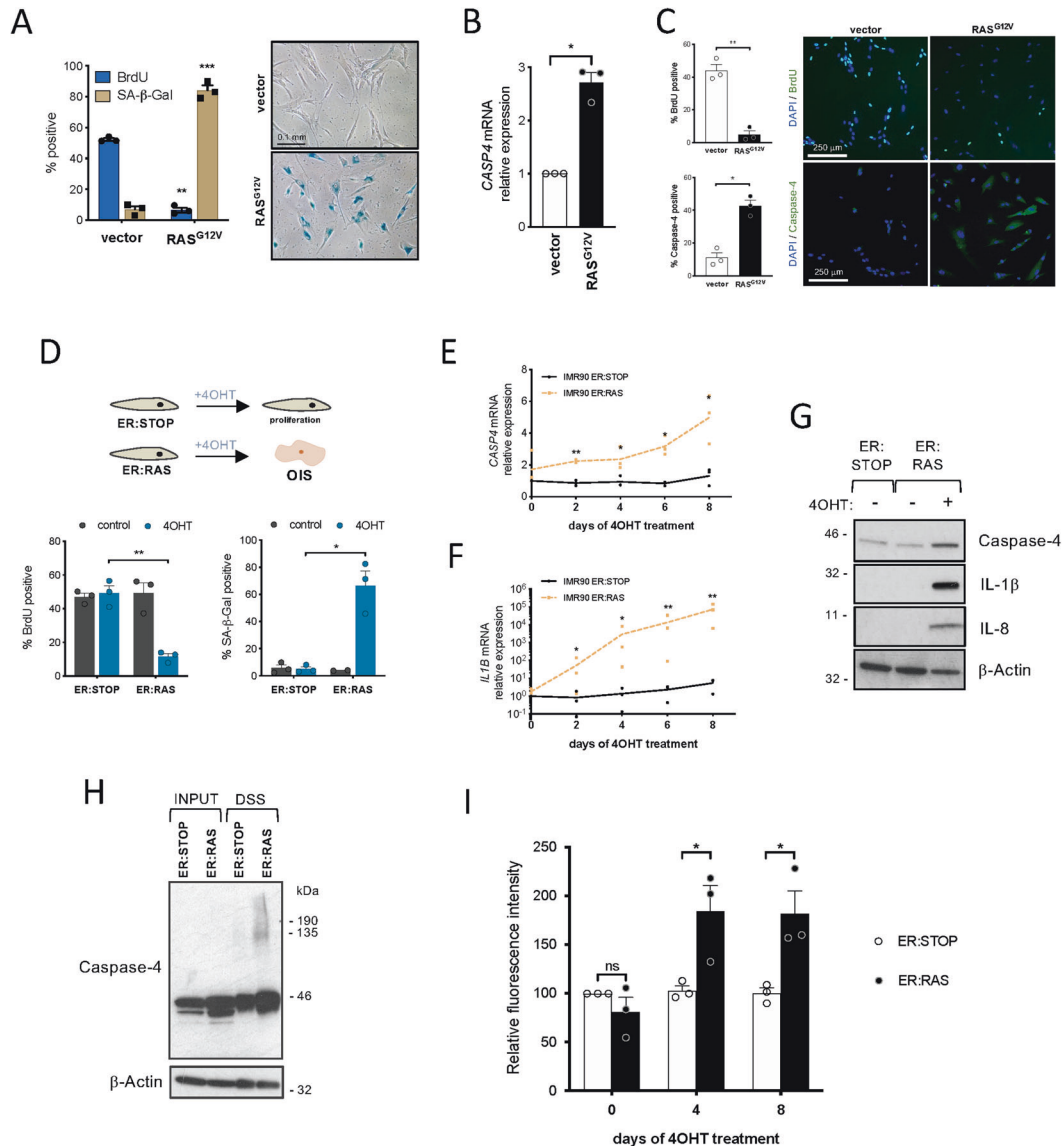 A
BrdU
SA-β-Gal
***
**
% positive
100
80
60
40
20
0
vector
RAS^G12V
vector
0.1 mm
RAS^G12V
B
*
CASP4 mRNA
relative expression
3
2
1
0
vector
RAS^G12V
C
**
% BrdU positive
60
40
20
0
vector
RAS^G12V
*
% Caspase-4 positive
60
40
20
0
vector
RAS^G12V
vector
RAS^G12V
DAPI / BrdU
250 µm
DAPI / Caspase-4
250 µm
D
ER:STOP
+4OHT
proliferation
ER:RAS
+4OHT
OIS
control
4OHT
**
% BrdU positive
80
60
40
20
0
ER:STOP
ER:RAS
control
4OHT
*
% SA-β-Gal positive
100
80
60
40
20
0
ER:STOP
ER:RAS
E
IMR90 ER:STOP
IMR90 ER:RAS
CASP4 mRNA
relative expression
8
6
4
2
0
**
*
*
*
0
2
4
6
8
days of 4OHT treatment
F
IMR90 ER:STOP
IMR90 ER:RAS
IL1B mRNA
relative expression
10^6
10^5
10^4
10^3
10^2
10^1
10^0
10^-1
*
*
**
**
0
2
4
6
8
days of 4OHT treatment
G
ER:
STOP
ER:
RAS
4OHT:
-
-
+
46 -
Caspase-4
32 -
IL-1β
11
-
IL-8
32 -
β-Actin
H
INPUT
DSS
ER:STOP
ER:RAS
ER:STOP
ER:RAS
kDa
- 190
- 135
Caspase-4
- 46
β-Actin
- 32
I
Relative fluorescence intensity
250
200
150
100
50
0
ns
*
*
0
4
8
days of 4OHT treatment
ER:STOP
ER:RAS